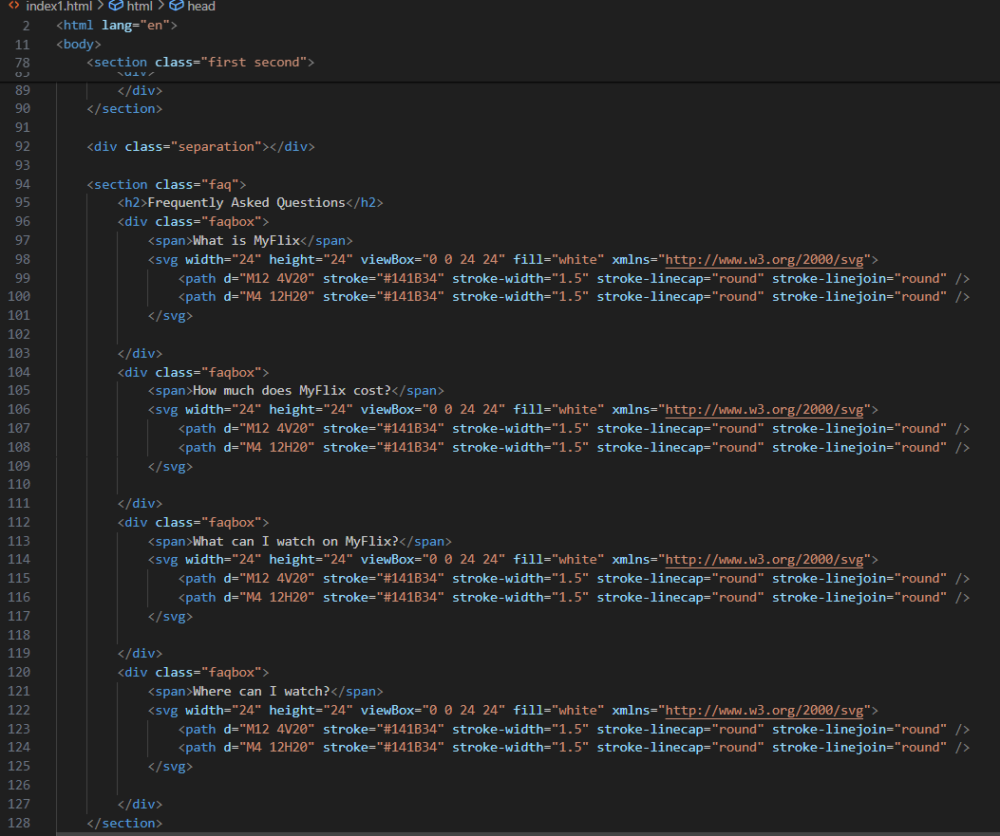 index1.html > html > head
2 <html lang="en">
11 <body>
78 <section class="first second">
85 <div>
89 </div>
90 </section>
91
92 <div class="separation"></div>
93
94 <section class="faq">
95 <h2>Frequently Asked Questions</h2>
96 <div class="faqbox">
97 <span>What is MyFlix</span>
98 <svg width="24" height="24" viewBox="0 0 24 24" fill="white" xmlns="http://www.w3.org/2000/svg">
99 <path d="M12 4V20" stroke="#141B34" stroke-width="1.5" stroke-linecap="round" stroke-linejoin="round" />
100 <path d="M4 12H20" stroke="#141B34" stroke-width="1.5" stroke-linecap="round" stroke-linejoin="round" />
101 </svg>
102
103 </div>
104 <div class="faqbox">
105 <span>How much does MyFlix cost?</span>
106 <svg width="24" height="24" viewBox="0 0 24 24" fill="white" xmlns="http://www.w3.org/2000/svg">
107 <path d="M12 4V20" stroke="#141B34" stroke-width="1.5" stroke-linecap="round" stroke-linejoin="round" />
108 <path d="M4 12H20" stroke="#141B34" stroke-width="1.5" stroke-linecap="round" stroke-linejoin="round" />
109 </svg>
110
111 </div>
112 <div class="faqbox">
113 <span>What can I watch on MyFlix?</span>
114 <svg width="24" height="24" viewBox="0 0 24 24" fill="white" xmlns="http://www.w3.org/2000/svg">
115 <path d="M12 4V20" stroke="#141B34" stroke-width="1.5" stroke-linecap="round" stroke-linejoin="round" />
116 <path d="M4 12H20" stroke="#141B34" stroke-width="1.5" stroke-linecap="round" stroke-linejoin="round" />
117 </svg>
118
119 </div>
120 <div class="faqbox">
121 <span>Where can I watch?</span>
122 <svg width="24" height="24" viewBox="0 0 24 24" fill="white" xmlns="http://www.w3.org/2000/svg">
123 <path d="M12 4V20" stroke="#141B34" stroke-width="1.5" stroke-linecap="round" stroke-linejoin="round" />
124 <path d="M4 12H20" stroke="#141B34" stroke-width="1.5" stroke-linecap="round" stroke-linejoin="round" />
125 </svg>
126
127 </div>
128 </section>